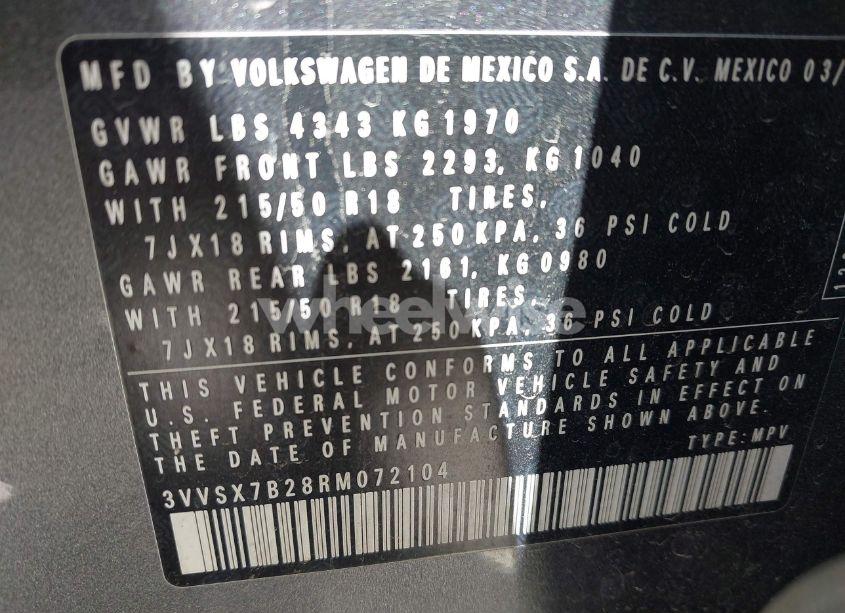 MFD BY VOLKSWAGEN DE MEXICO S.A. DE C.V. MEXICO 03/
GVWR LBS 4343 KG 1970
GAWR FRONT LBS 2293, KG 1040
WITH 215/50 R18 TIRES,
7JX18 RIMS, AT 250 KPA, 36 PSI COLD
GAWR REAR LBS 2161, KG 0980
WITH 215/50 R18 TIRES,
7JX18 RIMS, AT 250 KPA, 36 PSI COLD
wheelwise
THIS VEHICLE CONFORMS TO ALL APPLICABLE
U.S. FEDERAL MOTOR VEHICLE SAFETY AND
THEFT PREVENTION STANDARDS IN EFFECT ON
THE DATE OF MANUFACTURE SHOWN ABOVE.
TYPE: MPV
3VVSX7B28RM072104